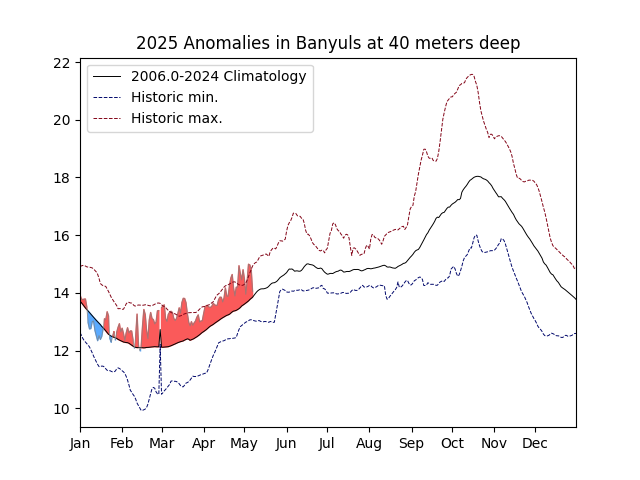 2025 Anomalies in Banyuls at 40 meters deep
2006.0-2024 Climatology
Historic min.
Historic max.
22
20
18
16
14
12
10
Jan Feb Mar Apr May Jun Jul Aug Sep Oct Nov Dec